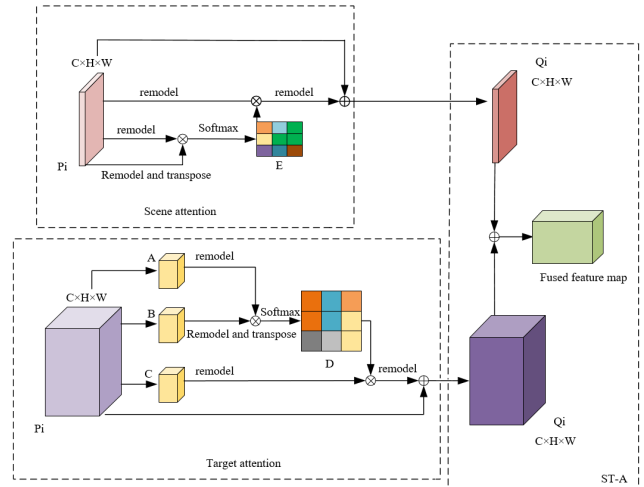 C×H×W
remodel
remodel
remodel
Softmax
Remodel and transpose
Pi
E
Scene attention
Qi
C×H×W
Fused feature map
A
remodel
C×H×W
B
Softmax
Remodel and transpose
D
C
remodel
remodel
Pi
Target attention
Qi
C×H×W
ST-A